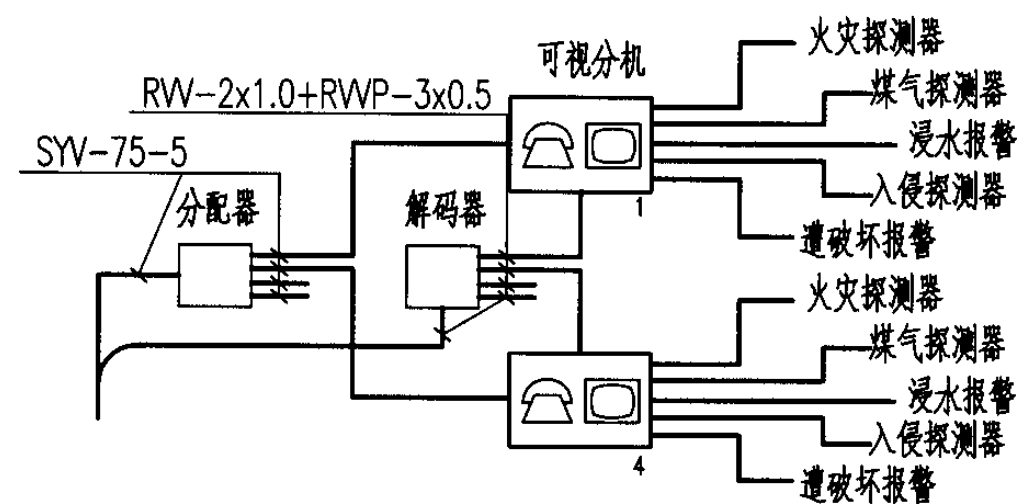 火灾探测器
可视分机
煤气探测器
RVV-2x1.0+RVVP-3x0.5
浸水报警
SYV-75-5
入侵探测器
分配器
解码器
1
遭破坏报警
火灾探测器
煤气探测器
浸水报警
入侵探测器
4
遭破坏报警